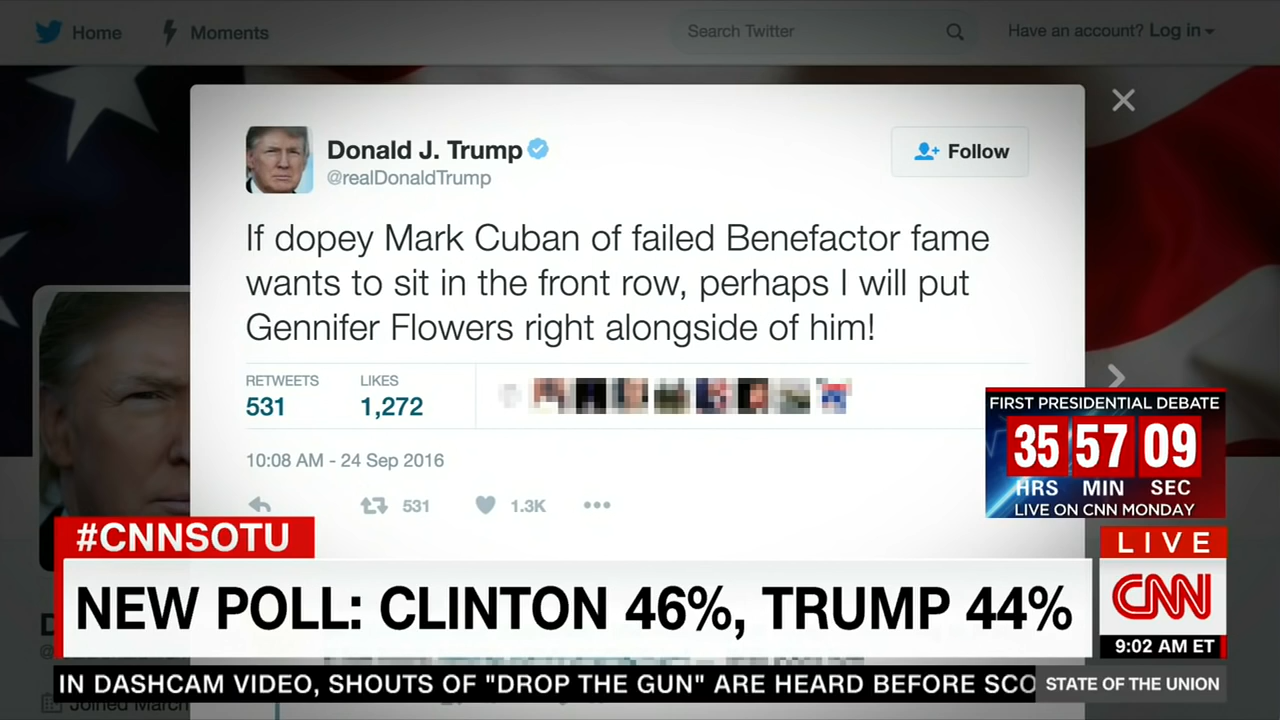 Home
Moments
Search Twitter
Have an account? Log in
Donald J. Trump
@realDonaldTrump
Follow
If dopey Mark Cuban of failed Benefactor fame
wants to sit in the front row, perhaps I will put
Gennifer Flowers right alongside of him!
RETWEETS
LIKES
531
1,272
10:08 AM - 24 Sep 2016
531
1.3K
FIRST PRESIDENTIAL DEBATE
35 57 09
HRS MIN SEC
LIVE ON CNN MONDAY
#CNNSOTU
NEW POLL: CLINTON 46%, TRUMP 44%
LIVE
CNN
9:02 AM ET
IN DASHCAM VIDEO, SHOUTS OF "DROP THE GUN" ARE HEARD BEFORE SCO
STATE OF THE UNION
Joined March